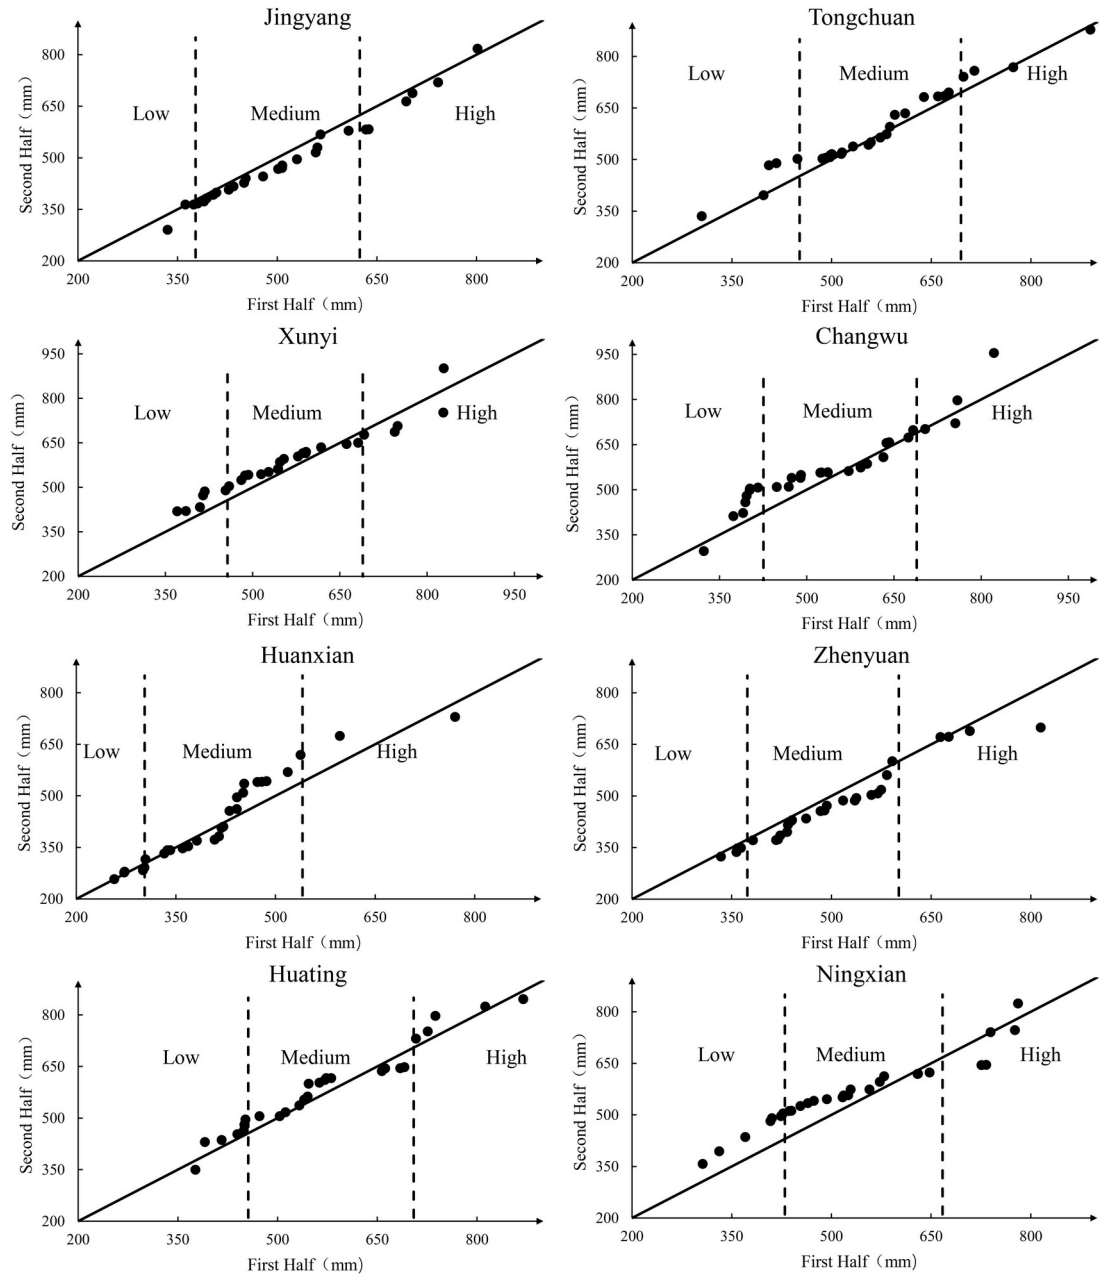 Jingyang
Second Half（mm）
800
650
500
350
200
Low
Medium
High
200 350 500 650 800
First Half（mm）
Tongchuan
Second Half（mm）
800
650
500
350
200
Low
Medium
High
200 350 500 650 800
First Half（mm）
Xunyi
Second Half（mm）
950
800
650
500
350
200
Low
Medium
High
200 350 500 650 800 950
First Half（mm）
Changwu
Second Half（mm）
950
800
650
500
350
200
Low
Medium
High
200 350 500 650 800 950
First Half（mm）
Huanxian
Second Half（mm）
800
650
500
350
200
Low
Medium
High
200 350 500 650 800
First Half（mm）
Zhenyuan
Second Half（mm）
800
650
500
350
200
Low
Medium
High
200 350 500 650 800
First Half（mm）
Huating
Second Half（mm）
800
650
500
350
200
Low
Medium
High
200 350 500 650 800
First Half（mm）
Ningxian
Second Half（mm）
800
650
500
350
200
Low
Medium
High
200 350 500 650 800
First Half（mm）